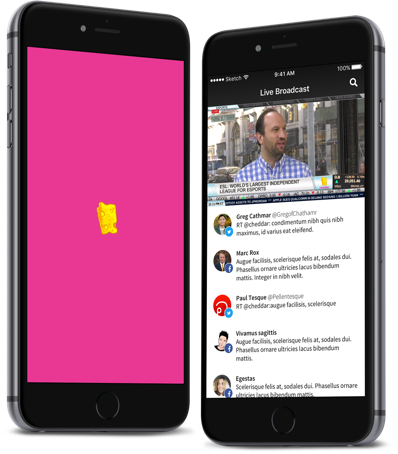 Sketch
9:41 AM
100%
Live Broadcast
ESL: WORLD'S LARGEST INDEPENDENT
LEAGUE FOR ESPORTS
Greg Cathmar @GregofChathamr
RT @cheddar: condimentum nibh quis nibh
maximus, id varius eat eleifend.
Marc Rox
Augue facilisis, scelerisque felis at, sodales dui.
Phasellus ornare ultricies lacus bibendum
mattis. Integer in nibh velit.
Paul Tesque @Pellentesque
RT @cheddar:augue facilisis, scelerisque
Vivamus sagittis
Augue facilisis, scelerisque felis at, sodales dui.
Phasellus ornare ultricies lacus bibendum
mattis.
Egestas
Scelerisque felis at, sodales dui. Phasellus ornare
ultricies lacus bibendum mattis.